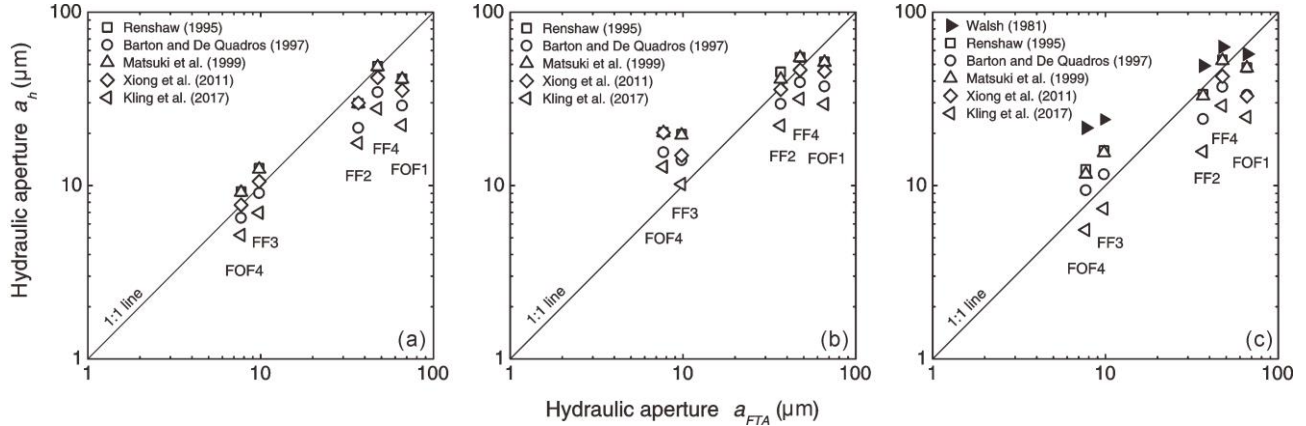 Hydraulic aperture a_h (μm)
100
10
1
Renshaw (1995)
Barton and De Quadros (1997)
Matsuki et al. (1999)
Xiong et al. (2011)
Kling et al. (2017)
FF4
FF2
FOF1
FF3
FOF4
1:1 line
(a)
1
10
100
100
10
1
Renshaw (1995)
Barton and De Quadros (1997)
Matsuki et al. (1999)
Xiong et al. (2011)
Kling et al. (2017)
FF4
FF2
FOF1
FF3
FOF4
1:1 line
(b)
1
10
100
100
10
1
Walsh (1981)
Renshaw (1995)
Barton and De Quadros (1997)
Matsuki et al. (1999)
Xiong et al. (2011)
Kling et al. (2017)
FF4
FF2
FOF1
FF3
FOF4
1:1 line
(c)
1
10
100
Hydraulic aperture a_FTA (μm)